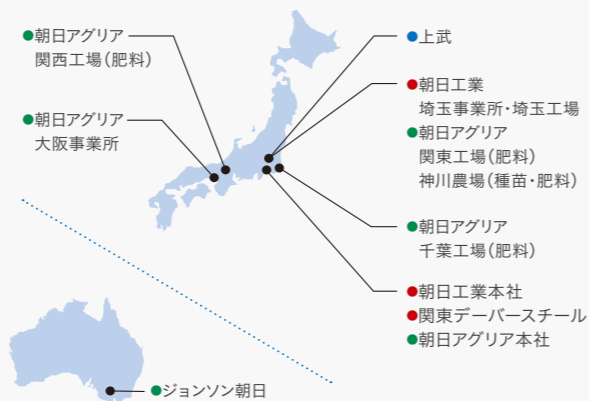 朝日アグリア
関西工場(肥料)
朝日アグリア
大阪事業所
上武
朝日工業
埼玉事業所・埼玉工場
朝日アグリア
関東工場(肥料)
神川農場(種苗・肥料)
朝日アグリア
千葉工場(肥料)
朝日工業本社
関東デーバースチール
朝日アグリア本社
ジョンソン朝日